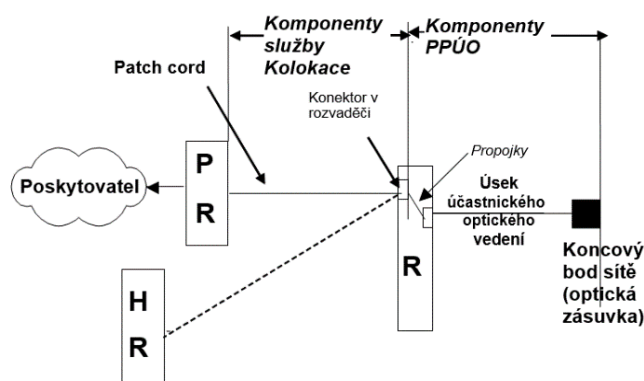 Komponenty
služby
Kolokace
Komponenty
PPÚO
Patch cord
Konektor v
rozvaděči
Propojky
Poskytovatel
P
R
Úsek
účastnického
optického
vedení
R
Koncový
bod sítě
(optická
zásuvka)
H
R